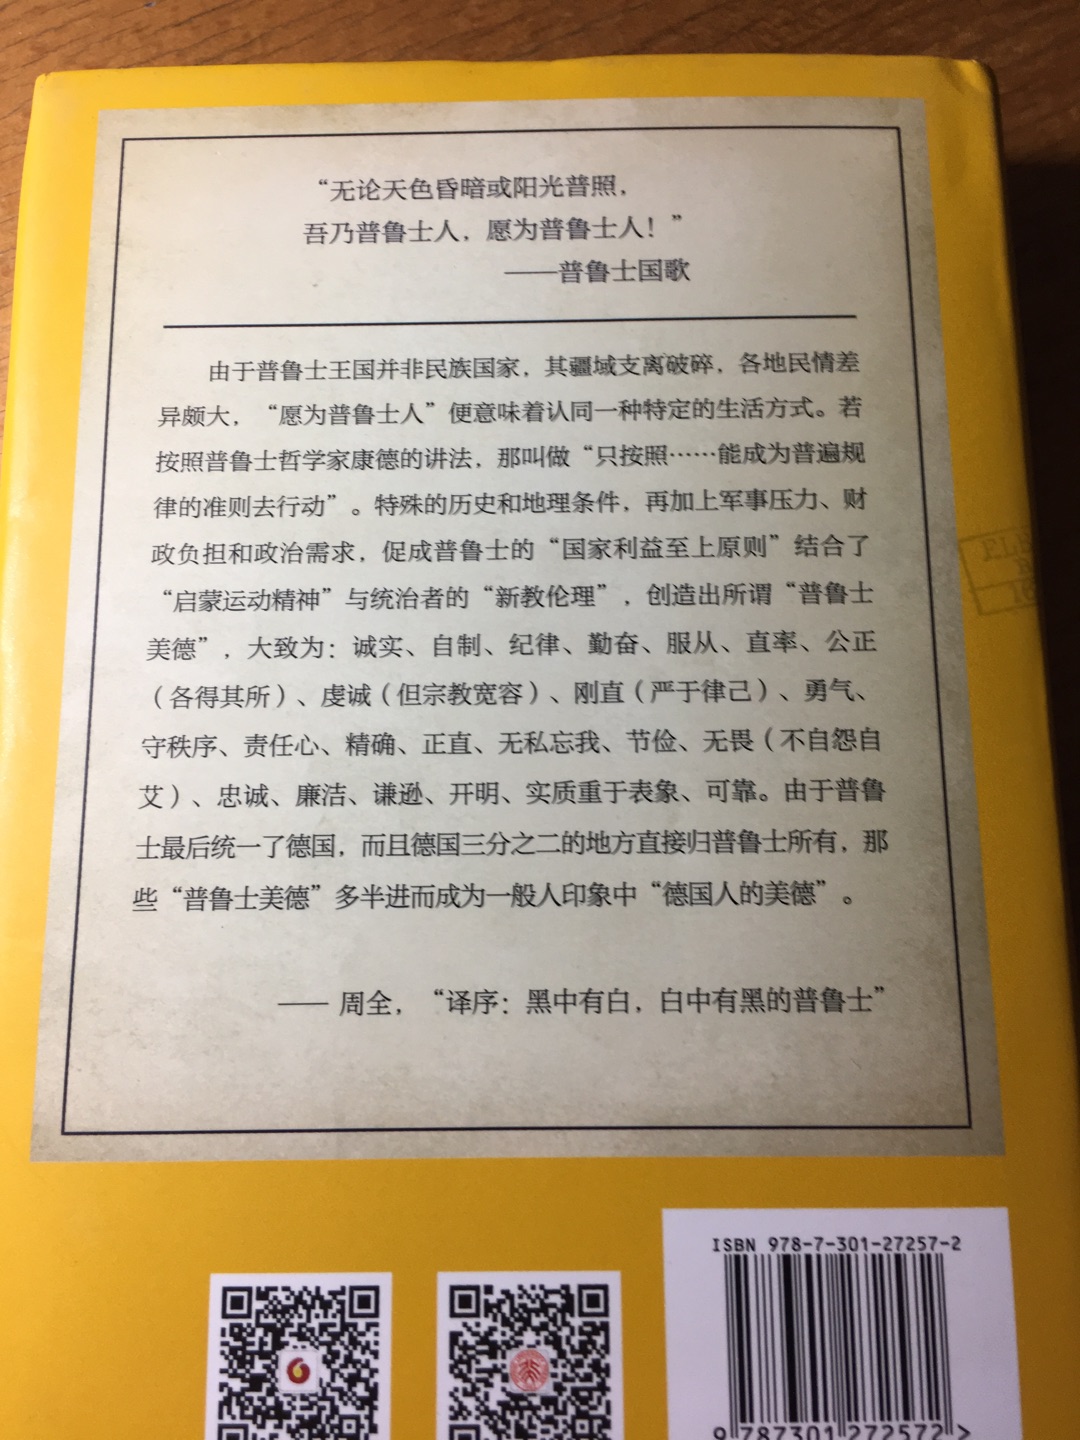 “无论天色昏暗或阳光普照，
吾乃普鲁士人，愿为普鲁士人！”
——普鲁士国歌
由于普鲁士王国并非民族国家，其疆域支离破碎，各地民情差
异颇大，“愿为普鲁士人”便意味着认同一种特定的生活方式。若
按照普鲁士哲学家康德的讲法，那叫做“只按照……能成为普遍规
律的准则去行动”。特殊的历史和地理条件，再加上军事压力、财
政负担和政治需求，促成普鲁士的“国家利益至上原则”结合了
“启蒙运动精神”与统治者的“新教伦理”，创造出所谓“普鲁士
美德”，大致为：诚实、自制、纪律、勤奋、服从、直率、公正
（各得其所）、虔诚（但宗教宽容）、刚直（严于律己）、勇气、
守秩序、责任心、精确、正直、无私忘我、节俭、无畏（不自怨自
艾）、忠诚、廉洁、谦逊、开明、实质重于表象、可靠。由于普鲁
士最后统一了德国，而且德国三分之二的地方直接归普鲁士所有，那
些“普鲁士美德”多半进而成为一般人印象中“德国人的美德”。
—— 周全，“译序：黑中有白，白中有黑的普鲁士”
ISBN 978-7-301-27257-2
9 787301 272572 >